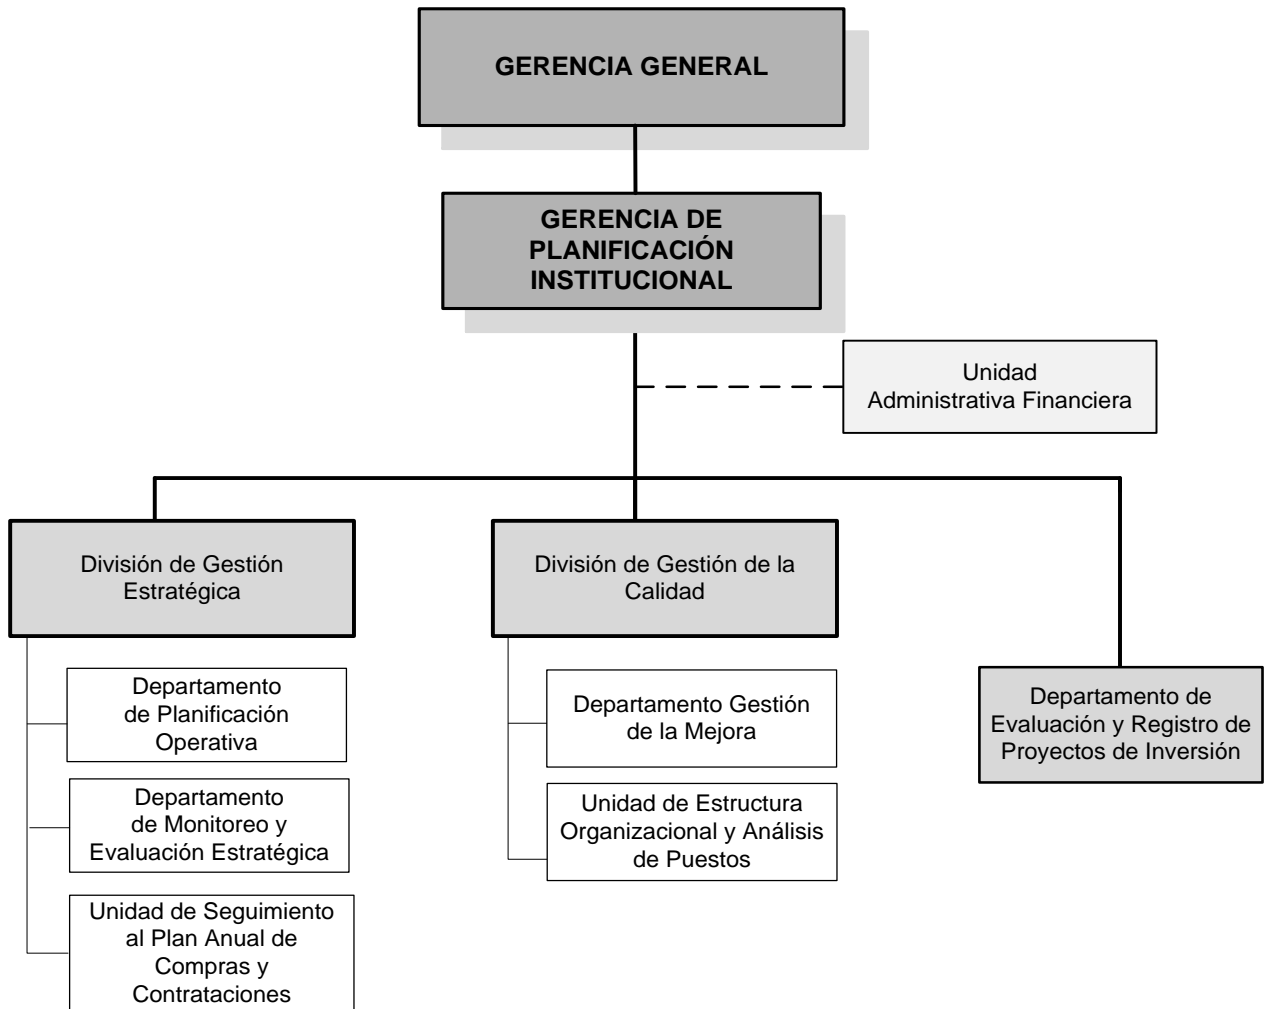 GERENCIA GENERAL
GERENCIA DE
PLANIFICACIÓN
INSTITUCIONAL
Unidad
Administrativa Financiera
División de Gestión
Estratégica
División de Gestión de la
Calidad
Departamento
de Planificación
Operativa
Departamento
de Monitoreo y
Evaluación Estratégica
Unidad de Seguimiento
al Plan Anual de
Compras y
Contrataciones
Departamento Gestión
de la Mejora
Unidad de Estructura
Organizacional y Análisis
de Puestos
Departamento de
Evaluación y Registro de
Proyectos de Inversión